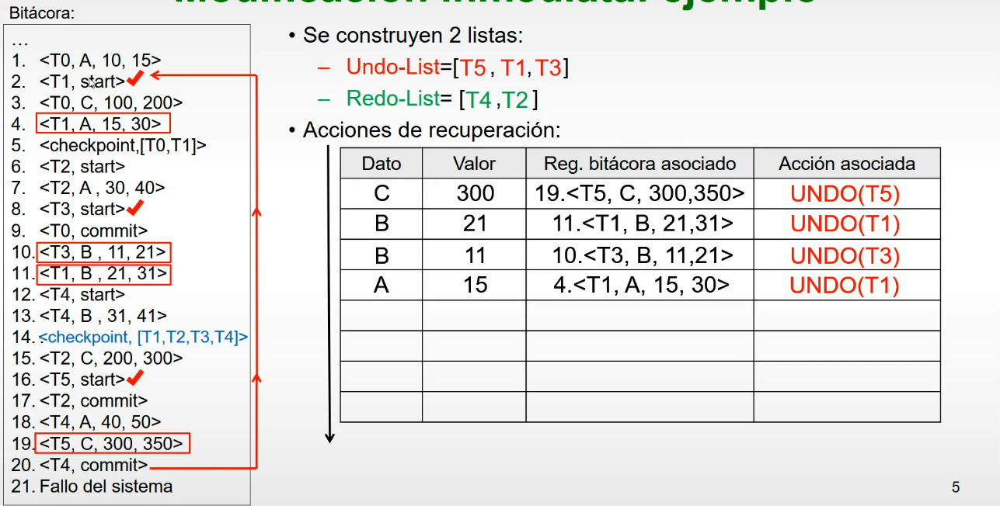 Modificación inmediata: ejemplo
Bitácora:
…
1. <T0, A, 10, 15>
2. <T1, start>
3. <T0, C, 100, 200>
4. <T1, A, 15, 30>
5. <checkpoint,[T0,T1]>
6. <T2, start>
7. <T2, A , 30, 40>
8. <T3, start>
9. <T0, commit>
10. <T3, B , 11, 21>
11. <T1, B , 21, 31>
12. <T4, start>
13. <T4, B , 31, 41>
14. <checkpoint, [T1,T2,T3,T4]>
15. <T2, C, 200, 300>
16. <T5, start>
17. <T2, commit>
18. <T4, A, 40, 50>
19. <T5, C, 300, 350>
20. <T4, commit>
21. Fallo del sistema
• Se construyen 2 listas:
– Undo-List=[T5 , T1,T3]
– Redo-List= [T4 ,T2 ]
• Acciones de recuperación:
Dato Valor Reg. bitácora asociado Acción asociada
C 300 19.<T5, C, 300,350> UNDO(T5)
B 21 11.<T1, B, 21,31> UNDO(T1)
B 11 10.<T3, B, 11,21> UNDO(T3)
A 15 4.<T1, A, 15, 30> UNDO(T1)
5